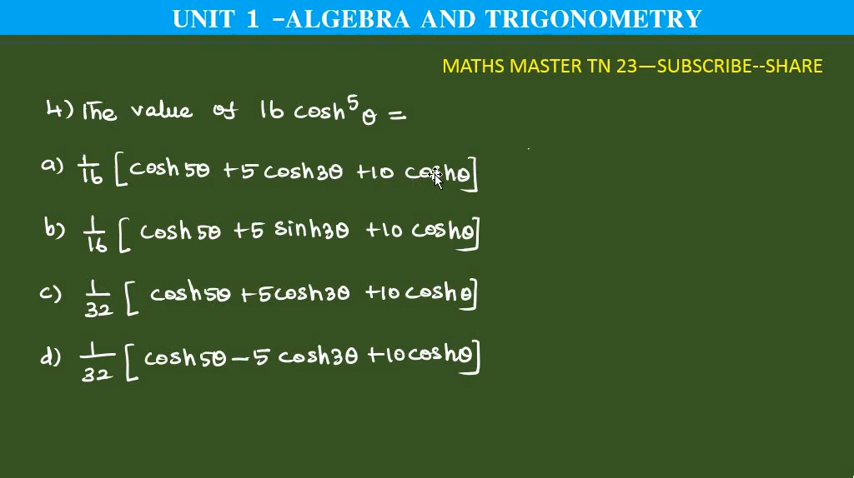 UNIT 1 -ALGEBRA AND TRIGONOMETRY
MATHS MASTER TN 23—SUBSCRIBE--SHARE
4) The value of 16 cosh⁵θ =
a) 1/16 [cosh5θ +5 cosh3θ +10 coshθ]
b) 1/16 [cosh5θ +5 sinh3θ +10 coshθ]
c) 1/32 [cosh5θ +5cosh3θ +10 coshθ]
d) 1/32 [cosh5θ -5 cosh3θ +10coshθ]